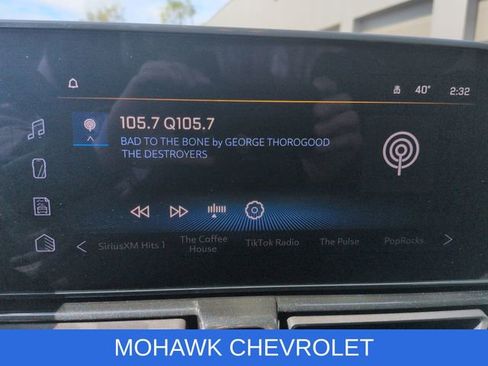 40° 2:32
105.7 Q105.7
BAD TO THE BONE by GEORGE THOROGOOD
THE DESTROYERS
SiriusXM Hits 1 The Coffee House TikTok Radio The Pulse PopRocks
MOHAWK CHEVROLET